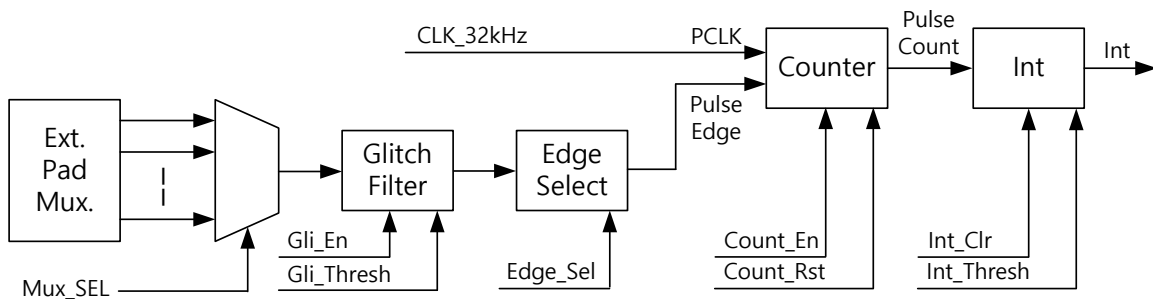 CLK_32kHz
PCLK
Pulse
Count
Int
Counter
Int
Pulse
Edge
Ext.
Pad
Mux.
Glitch
Filter
Edge
Select
Gli_En
Gli_Thresh
Edge_Sel
Count_En
Count_Rst
Int_Clr
Int_Thresh
Mux_SEL